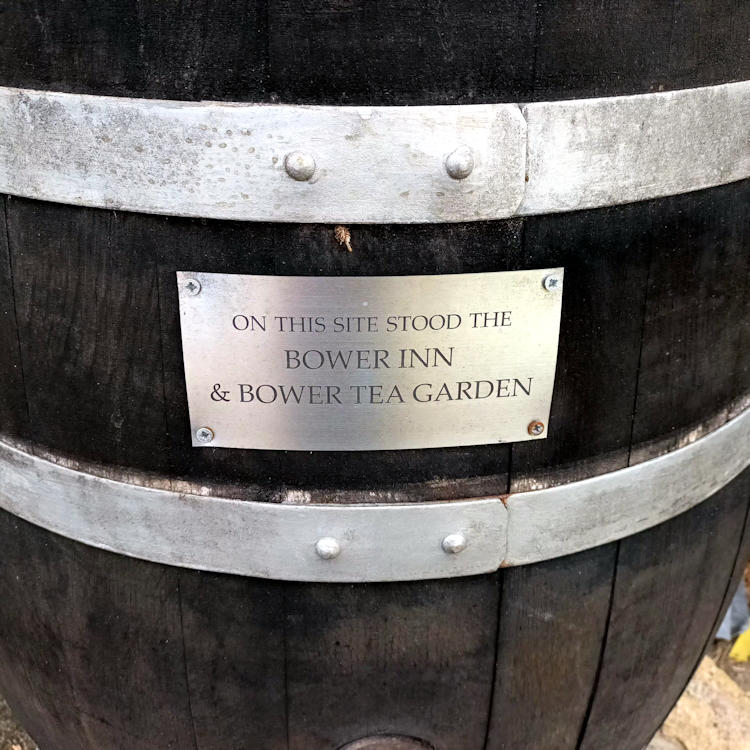 ON THIS SITE STOOD THE
BOWER INN
& BOWER TEA GARDEN